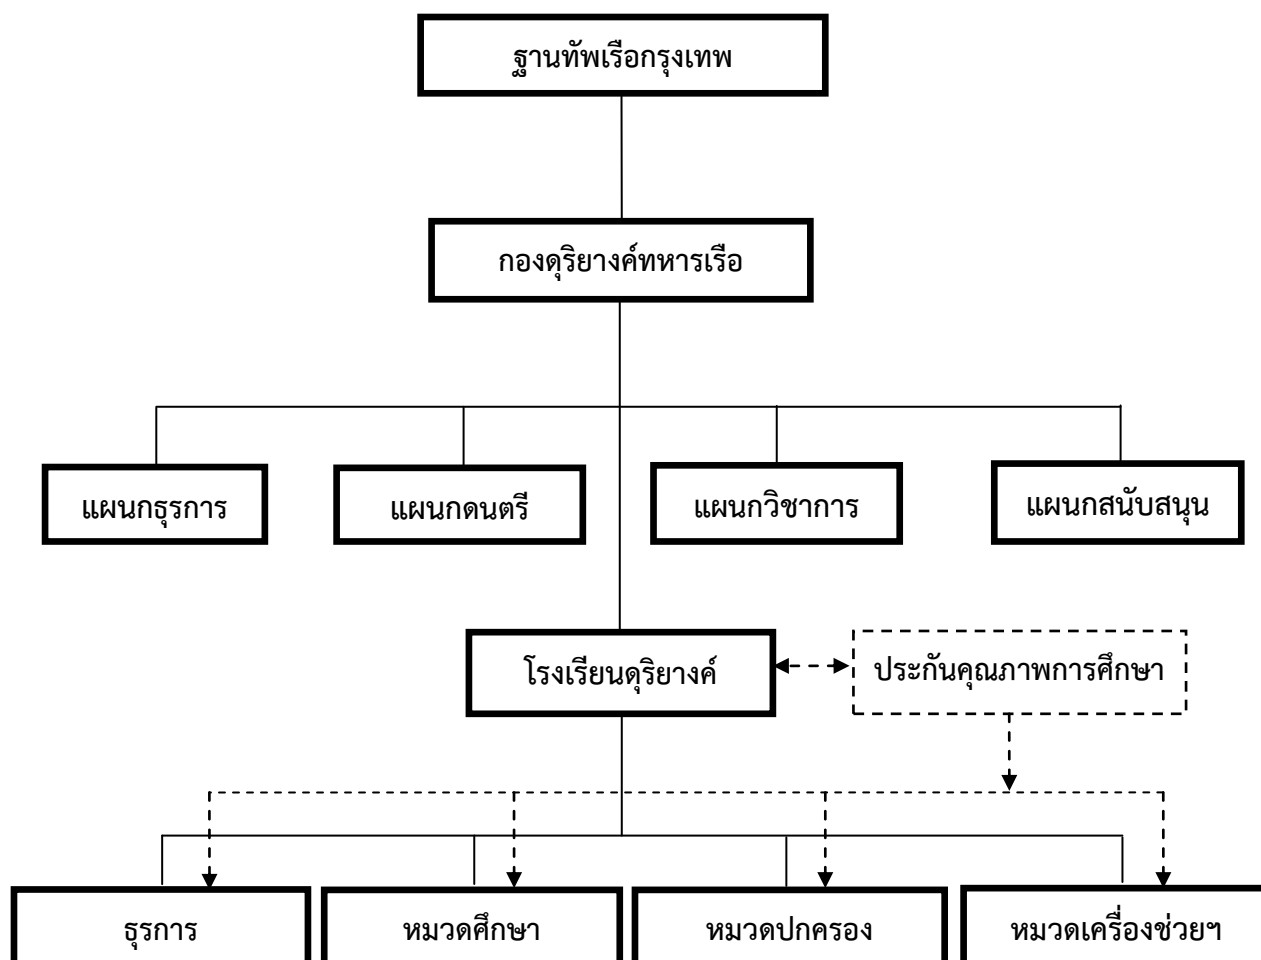 ฐานทัพเรือกรุงเทพ
กองดุริยางค์ทหารเรือ
แผนกธุรการ
แผนกดนตรี
แผนกวิชาการ
แผนกสนับสนุน
โรงเรียนดุริยางค์
ประกันคุณภาพการศึกษา
ธุรการ
หมวดศึกษา
หมวดปกครอง
หมวดเครื่องช่วยฯ